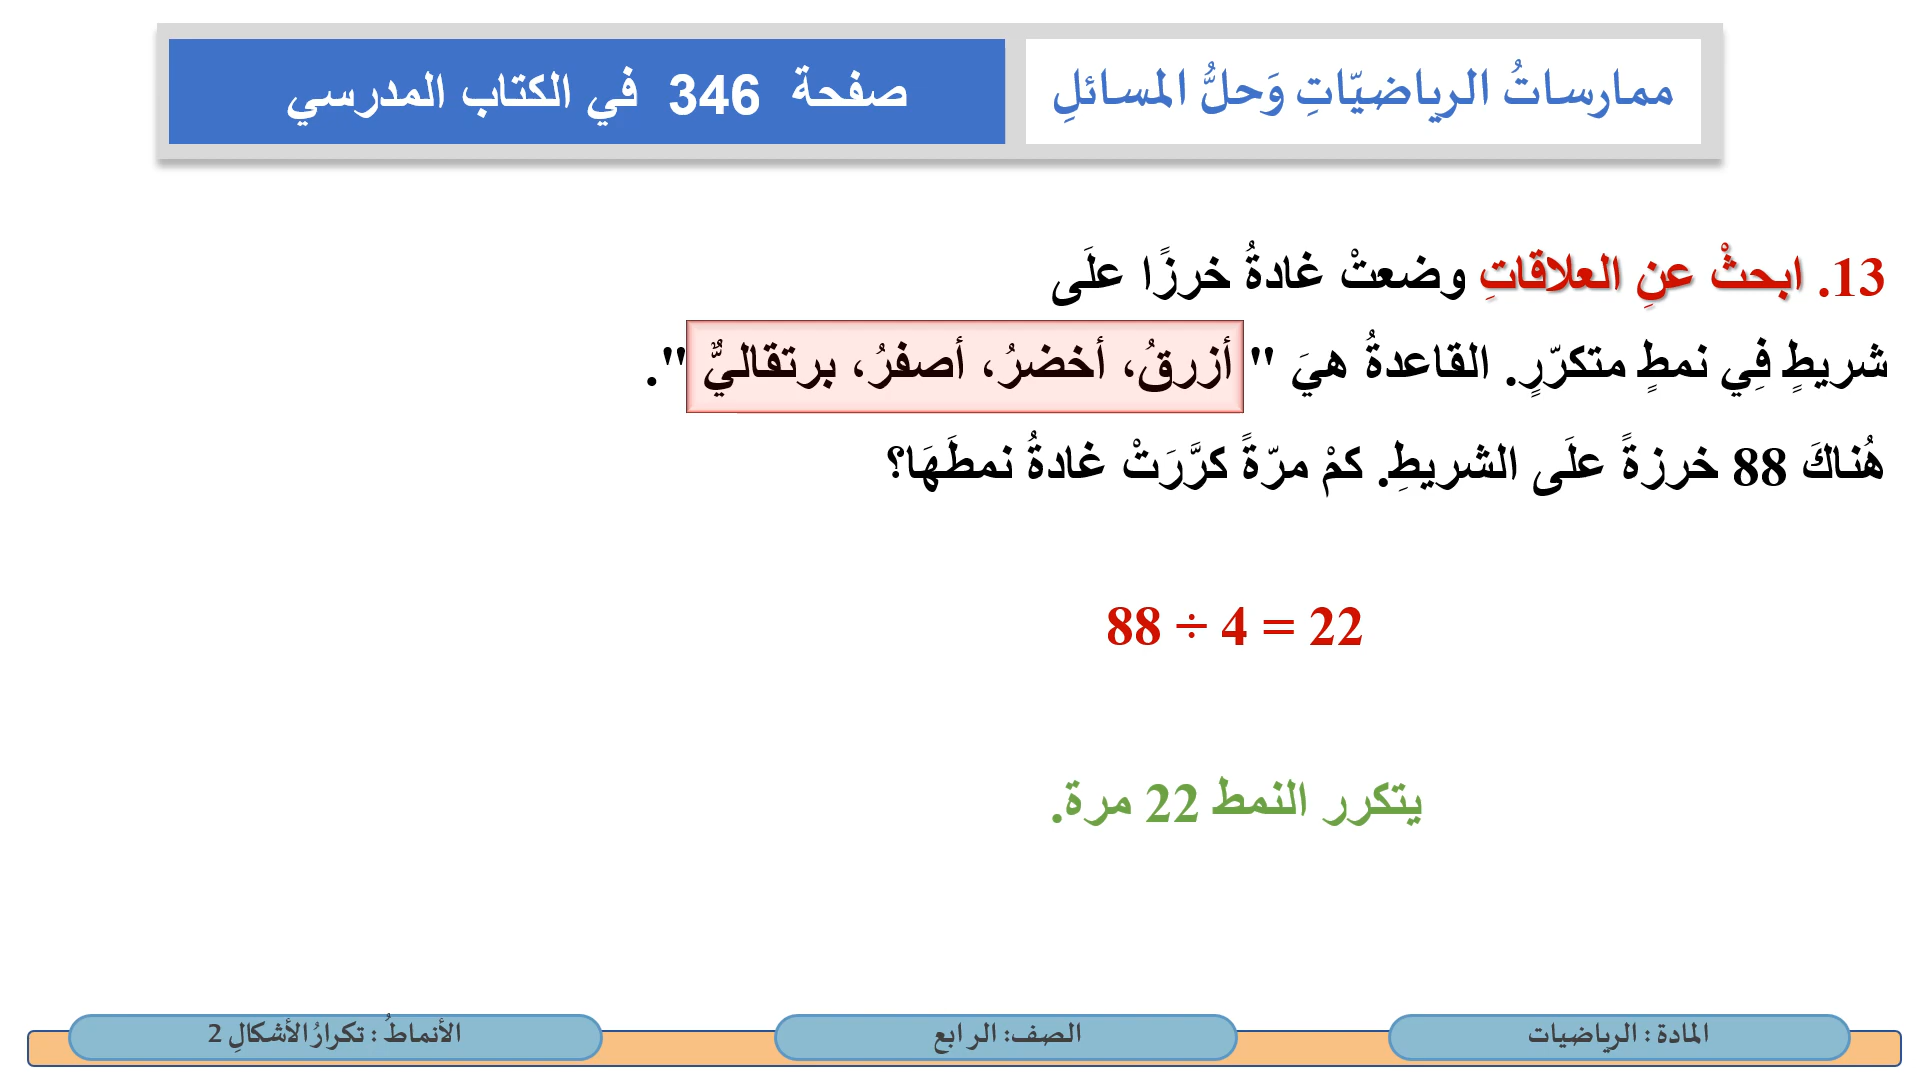 ممارساتُ الرياضيّاتِ وَحلُّ المسائلِ
صفحة 346 في الكتاب المدرسي
13. ابحثْ عنِ العلاقاتِ وضعتْ غادةُ خرزًا علَى
شريطٍ فِي نمطٍ متكرّرٍ. القاعدةُ هيَ " أزرقُ، أخضرُ، أصفرُ، برتقاليٌّ ".
هُناكَ 88 خرزةً علَى الشريطِ. كمْ مرّةً كرَّرَتْ غادةُ نمطَهَا؟
88 ÷ 4 = 22
يتكرر النمط 22 مرة.
المادة : الرياضيات
الصف: الرابع
الأنماطُ : تكرارُ الأشكالِ 2